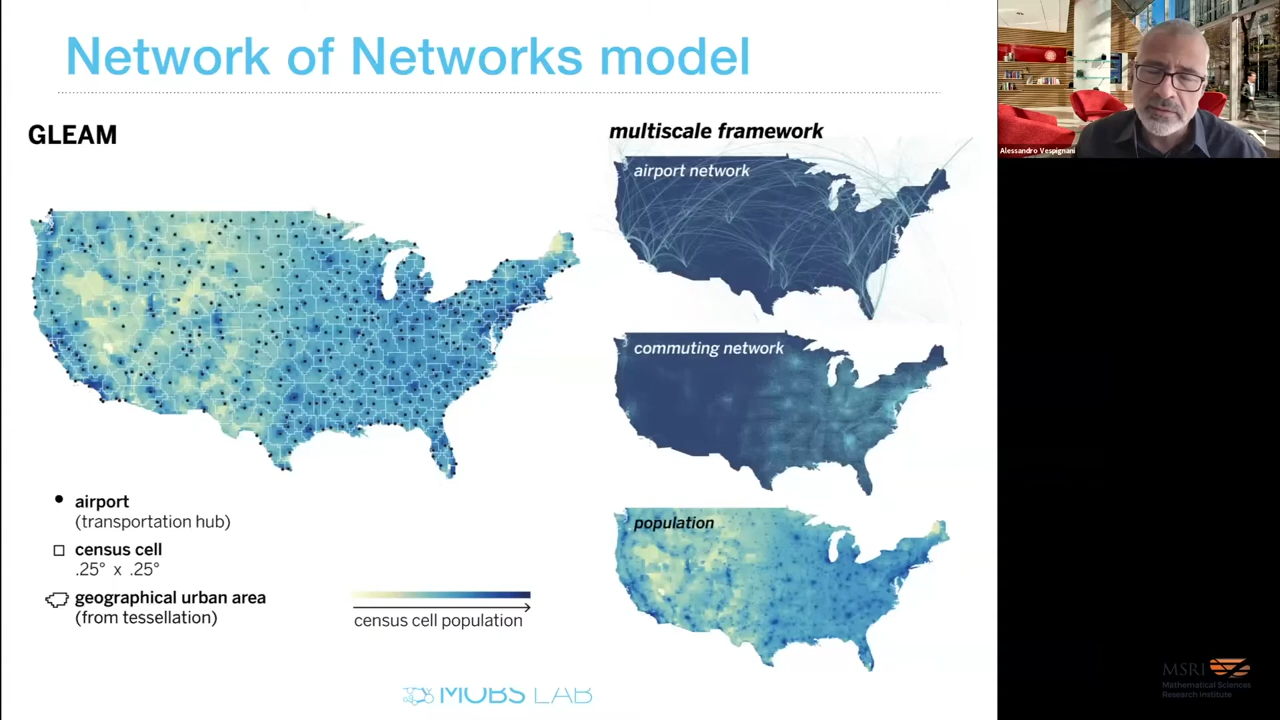 Network of Networks model
GLEAM
airport
(transportation hub)
census cell
.25° x .25°
geographical urban area
(from tessellation)
census cell population
multiscale framework
airport network
commuting network
population
MOBS LAB
Alessandro Vespignani
N
MSRI
Mathematical Sciences
Research Institute